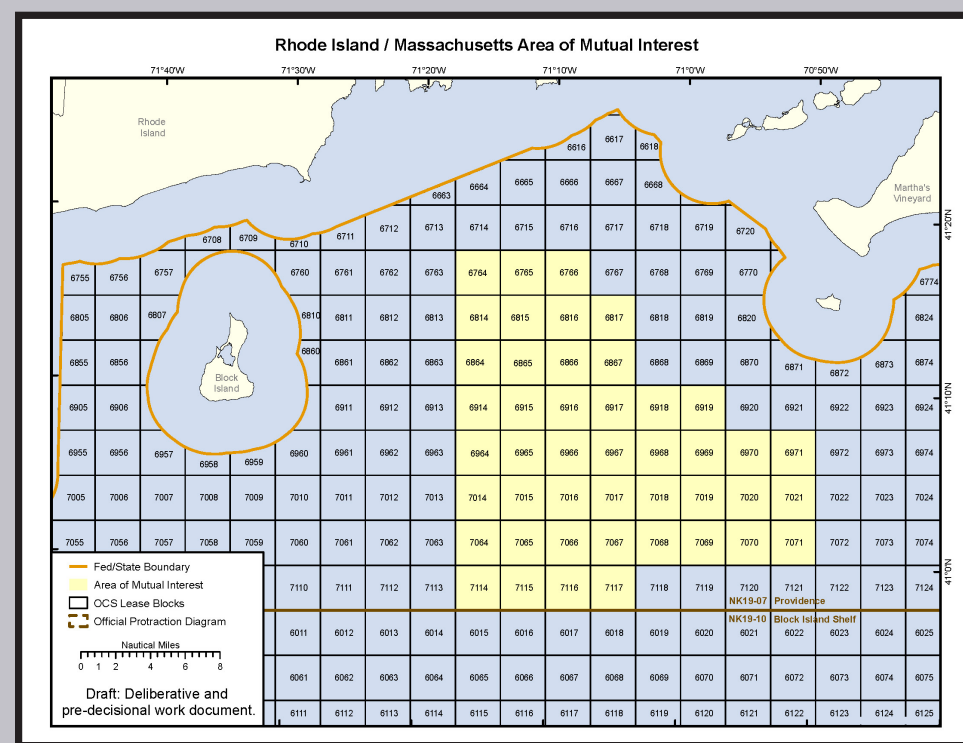 Rhode Island / Massachusetts Area of Mutual Interest
71°40'W 71°30'W 71°20'W 71°10'W 71°0'W 70°50'W
Rhode
Island
6616 6617 6618
6663 6664 6665 6666 6667 6668
Martha's
Vineyard
6708 6709 6710 6711 6712 6713 6714 6715 6716 6717 6718 6719 6720
41°20'N
6755 6756 6757 6760 6761 6762 6763 6764 6765 6766 6767 6768 6769 6770 6774
6805 6806 6807 6810 6811 6812 6813 6814 6815 6816 6817 6818 6819 6820 6824
6855 6856 6860 6861 6862 6863 6864 6865 6866 6867 6868 6869 6870 6871 6872 6873 6874
Block
Island
6905 6906 6911 6912 6913 6914 6915 6916 6917 6918 6919 6920 6921 6922 6923 6924
41°10'N
6955 6956 6957 6958 6959 6960 6961 6962 6963 6964 6965 6966 6967 6968 6969 6970 6971 6972 6973 6974
7005 7006 7007 7008 7009 7010 7011 7012 7013 7014 7015 7016 7017 7018 7019 7020 7021 7022 7023 7024
7055 7056 7057 7058 7059 7060 7061 7062 7063 7064 7065 7066 7067 7068 7069 7070 7071 7072 7073 7074
41°0'N
7110 7111 7112 7113 7114 7115 7116 7117 7118 7119 7120 7121 7122 7123 7124
NK19-07 Providence
NK19-10 Block Island Shelf
6011 6012 6013 6014 6015 6016 6017 6018 6019 6020 6021 6022 6023 6024 6025
6061 6062 6063 6064 6065 6066 6067 6068 6069 6070 6071 6072 6073 6074 6075
6111 6112 6113 6114 6115 6116 6117 6118 6119 6120 6121 6122 6123 6124 6125
Fed/State Boundary
Area of Mutual Interest
OCS Lease Blocks
Official Protraction Diagram
Nautical Miles
0 1 2 4 6 8
Draft: Deliberative and
pre-decisional work document.